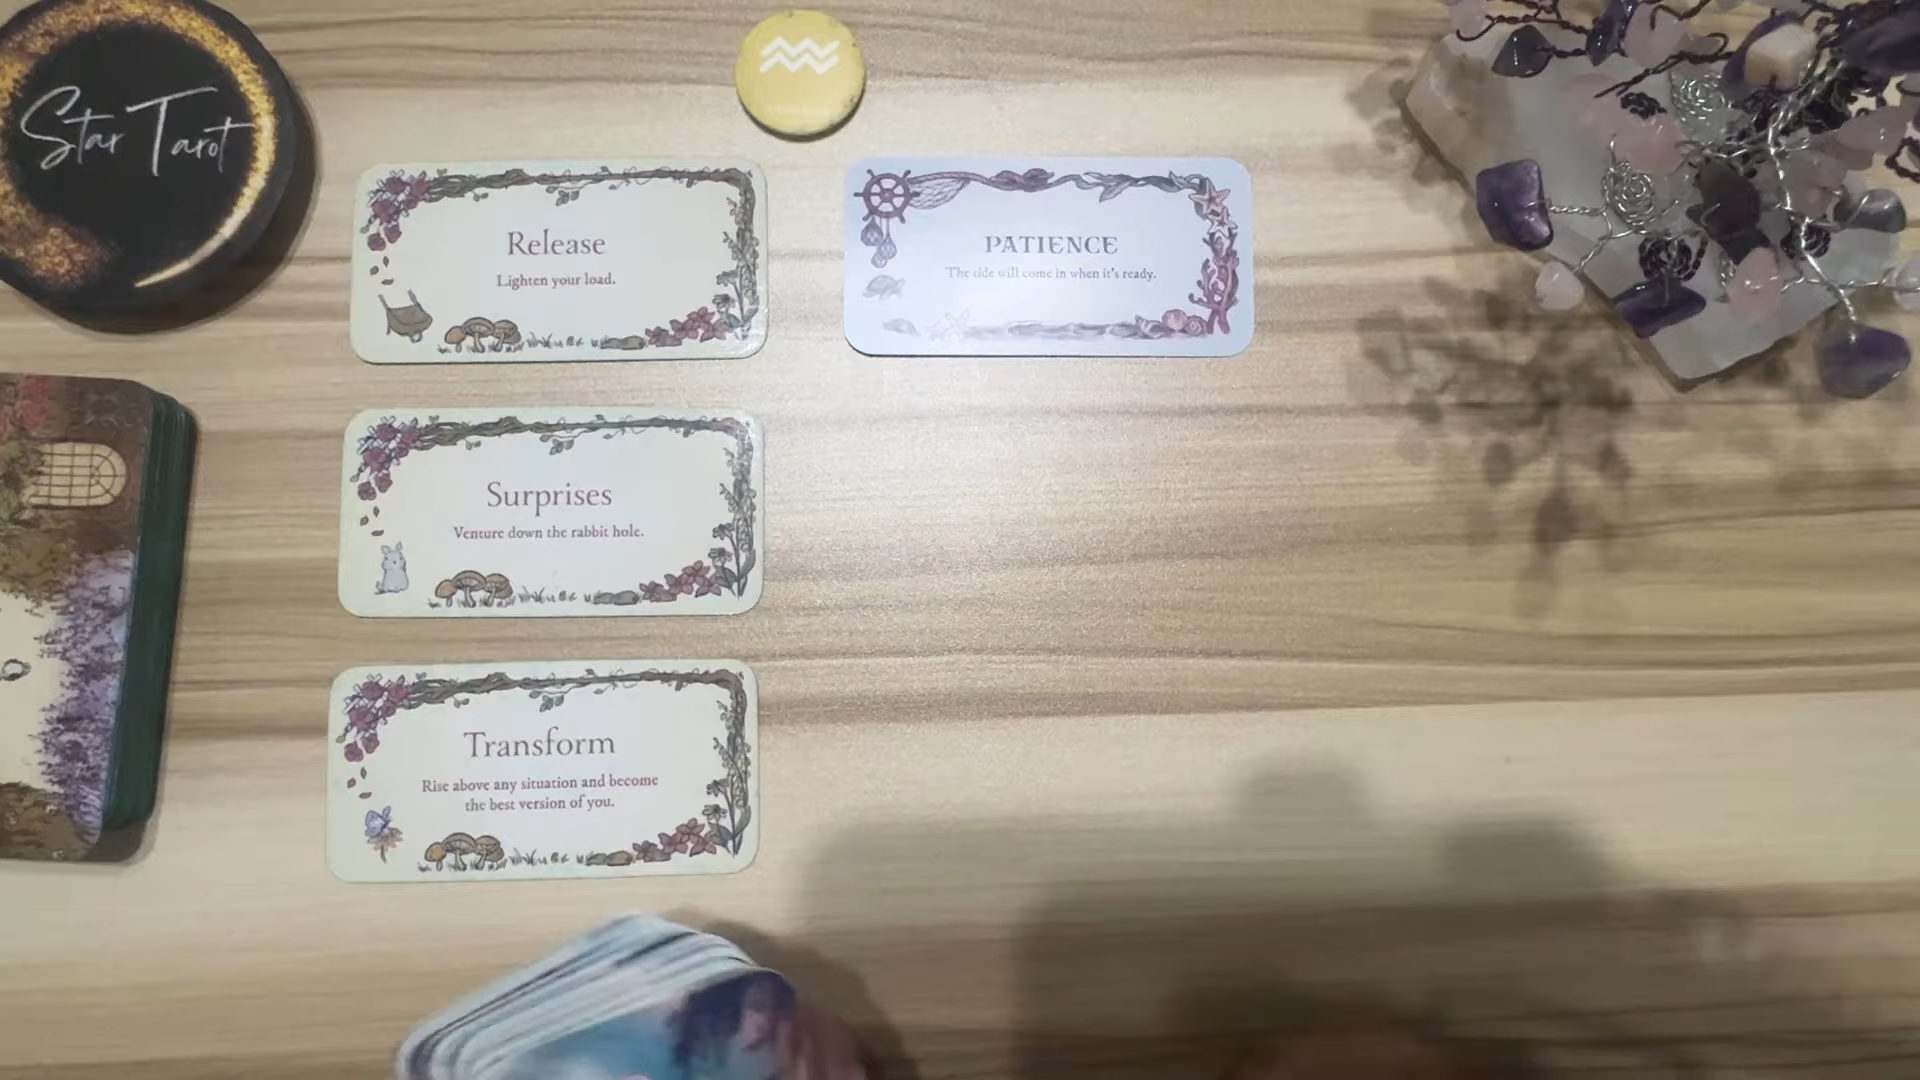 Star Tarot
Release
Lighten your load.
PATIENCE
The tide will come in when it's ready.
Surprises
Venture down the rabbit hole.
Transform
Rise above any situation and become
the best version of you.